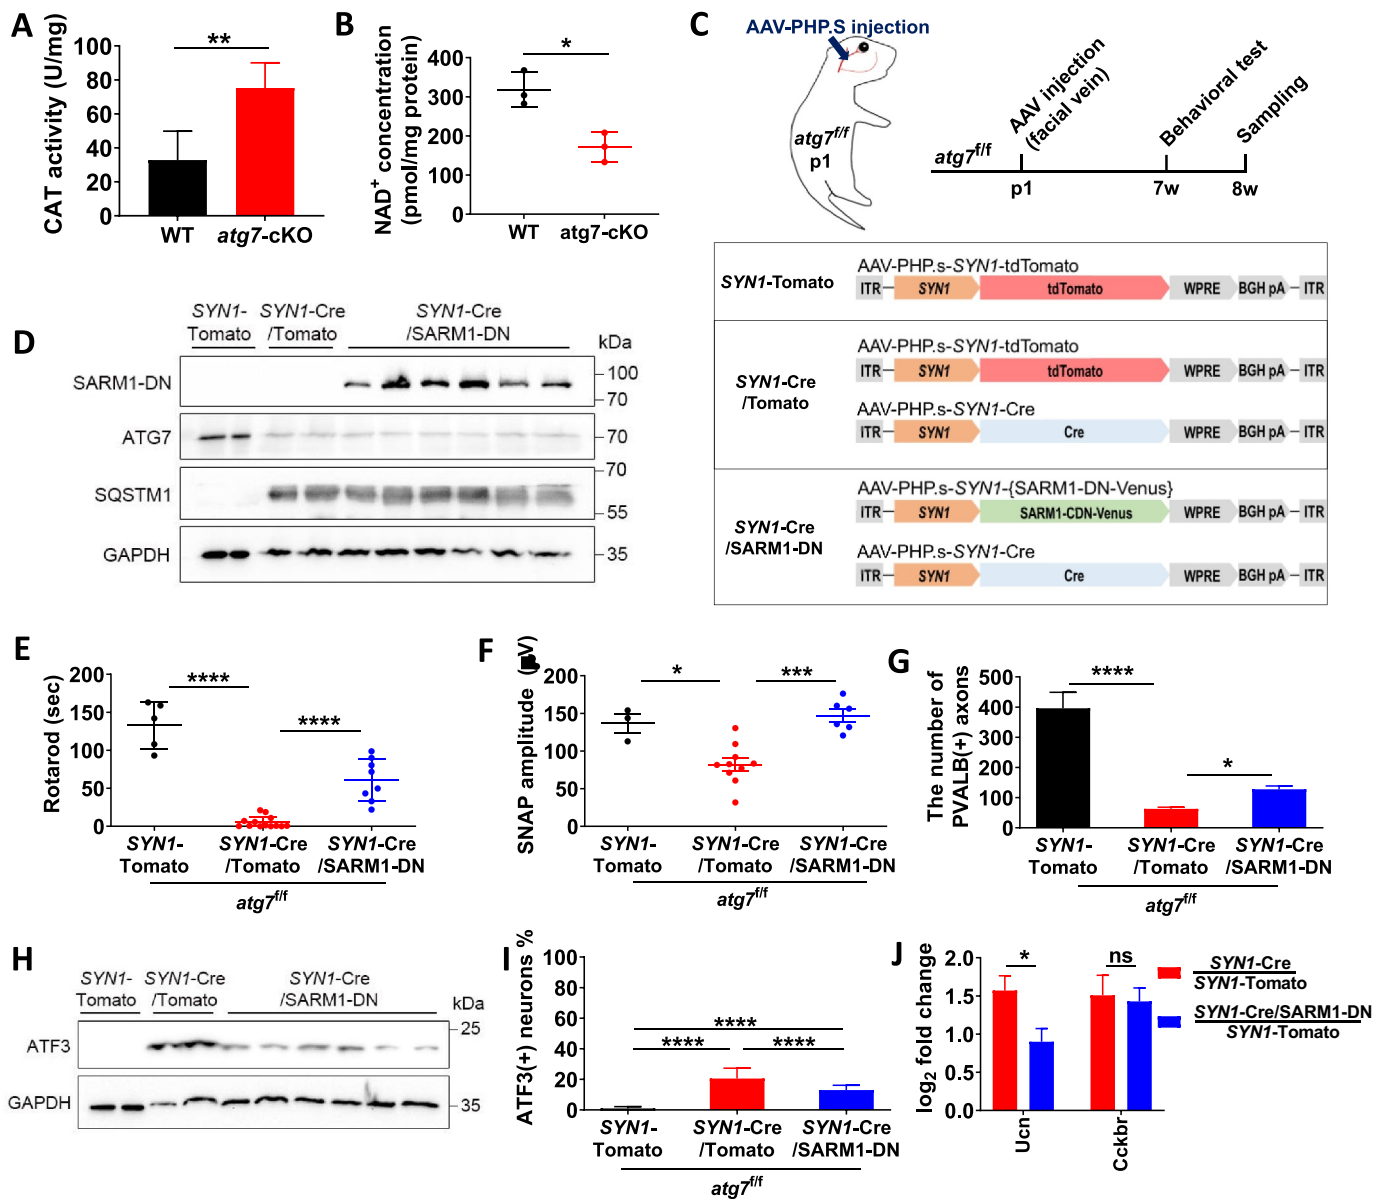 A
CAT activity (U/mg)
100
80
60
40
20
0
**
WT
atg7-cKO
B
NAD+ concentration
(pmol/mg protein)
400
300
200
100
0
*
WT
atg7-cKO
C
AAV-PHP.S injection
atg7f/f
p1
atg7f/f
AAV injection
(facial vein)
Behavioral test
Sampling
p1
7w
8w
SYN1-Tomato
AAV-PHP.s-SYN1-tdTomato
ITR SYN1 tdTomato WPRE BGH pA ITR
SYN1-Cre
/Tomato
AAV-PHP.s-SYN1-tdTomato
ITR SYN1 tdTomato WPRE BGH pA ITR
AAV-PHP.s-SYN1-Cre
ITR SYN1 Cre WPRE BGH pA ITR
SYN1-Cre
/SARM1-DN
AAV-PHP.s-SYN1-{SARM1-DN-Venus}
ITR SYN1 SARM1-CDN-Venus WPRE BGH pA ITR
AAV-PHP.s-SYN1-Cre
ITR SYN1 Cre WPRE BGH pA ITR
D
SYN1-
Tomato
SYN1-Cre
/Tomato
SYN1-Cre
/SARM1-DN
kDa
SARM1-DN
100
70
ATG7
70
SQSTM1
70
55
GAPDH
35
E
Rotarod (sec)
200
150
100
50
0
****
****
SYN1-
Tomato
SYN1-Cre
/Tomato
SYN1-Cre
/SARM1-DN
atg7f/f
F
SNAP amplitude
V)
200
150
100
50
0
*
***
SYN1-
Tomato
SYN1-Cre
/Tomato
SYN1-Cre
/SARM1-DN
atg7f/f
G
The number of
PVALB(+) axons
500
400
300
200
100
0
****
*
SYN1-
Tomato
SYN1-Cre
/Tomato
SYN1-Cre
/SARM1-DN
atg7f/f
H
SYN1-
Tomato
SYN1-Cre
/Tomato
SYN1-Cre
/SARM1-DN
kDa
ATF3
25
GAPDH
35
I
ATF3(+) neurons %
100
80
60
40
20
0
****
****
****
SYN1-
Tomato
SYN1-Cre
/Tomato
SYN1-Cre
/SARM1-DN
atg7f/f
J
log2 fold change
2.0
1.5
1.0
0.5
0.0
*
ns
Ucn
Cckbr
SYN1-Cre
SYN1-Tomato
SYN1-Cre/SARM1-DN
SYN1-Tomato